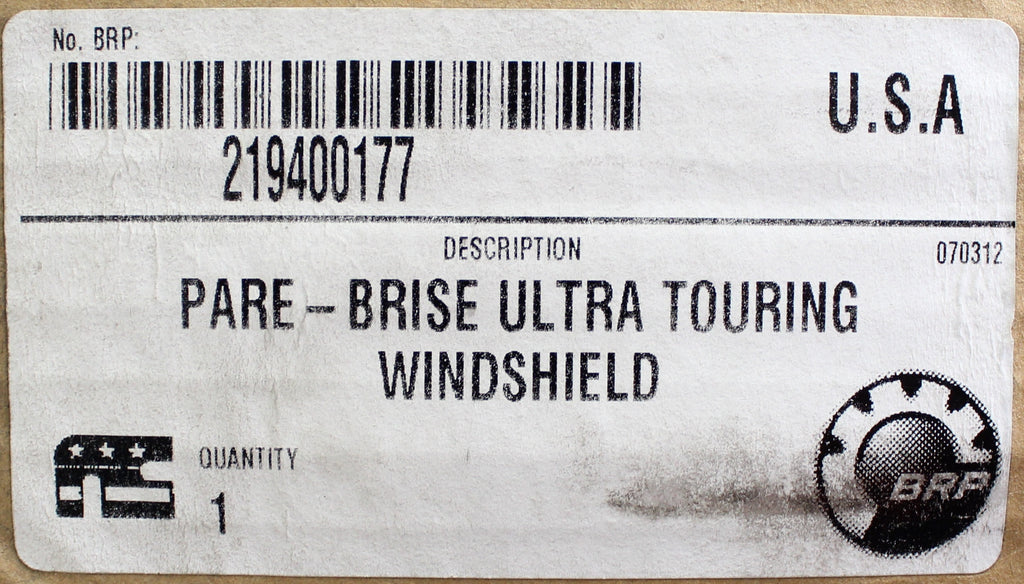 No. BRP:
U.S.A
219400177
DESCRIPTION
070312
PARE – BRISE ULTRA TOURING
WINDSHIELD
QUANTITY
1
BRP